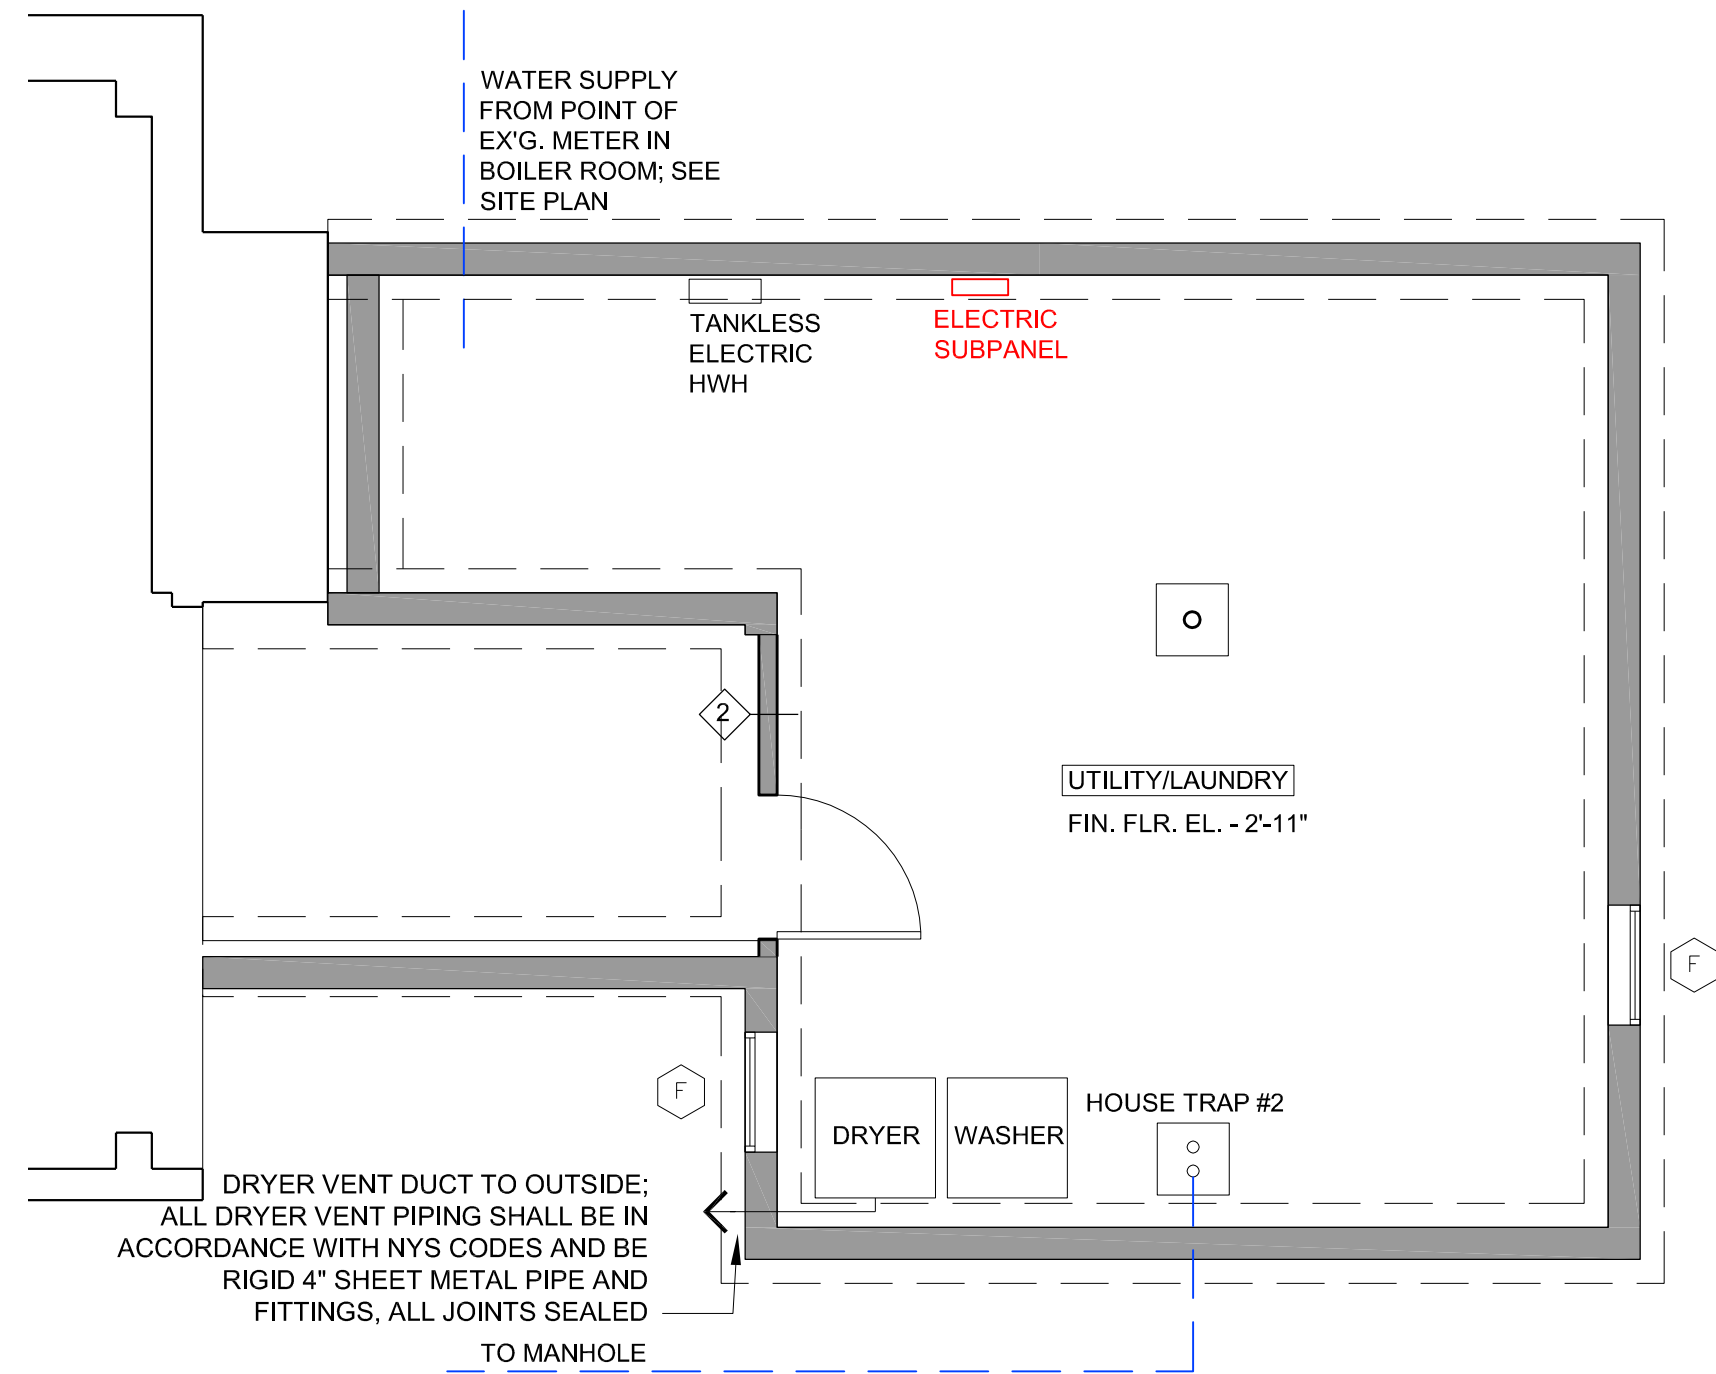 WATER SUPPLY
FROM POINT OF
EX'G. METER IN
BOILER ROOM; SEE
SITE PLAN
TANKLESS
ELECTRIC
HWH
ELECTRIC
SUBPANEL
2
UTILITY/LAUNDRY
FIN. FLR. EL. - 2'-11"
F
F
HOUSE TRAP #2
DRYER
WASHER
DRYER VENT DUCT TO OUTSIDE;
ALL DRYER VENT PIPING SHALL BE IN
ACCORDANCE WITH NYS CODES AND BE
RIGID 4" SHEET METAL PIPE AND
FITTINGS, ALL JOINTS SEALED
TO MANHOLE